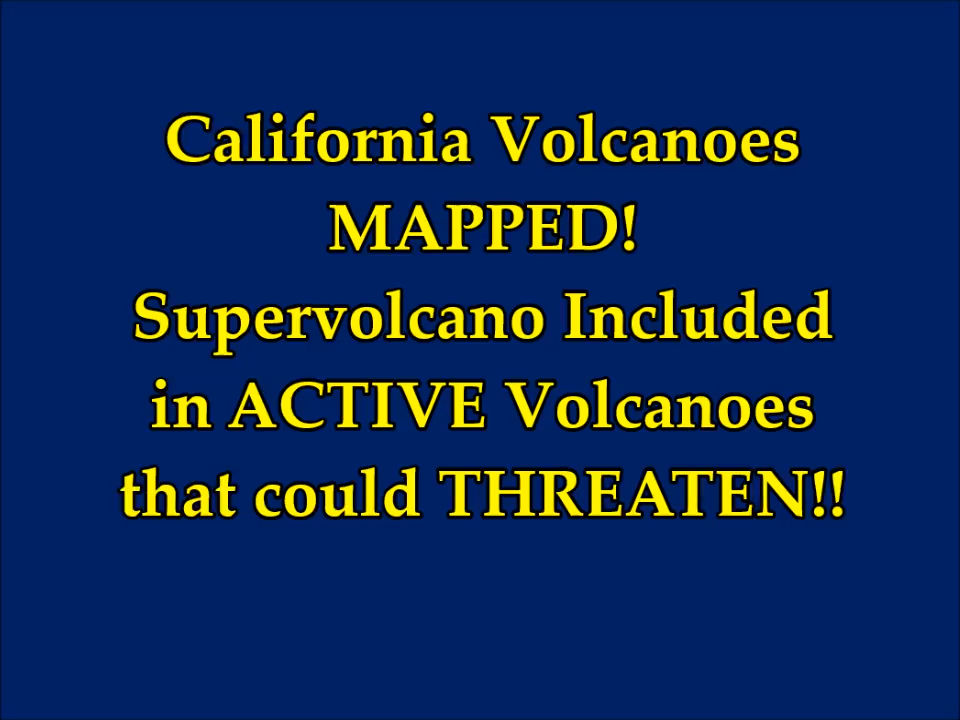 California Volcanoes
MAPPED!
Supervolcano Included
in ACTIVE Volcanoes
that could THREATEN!!